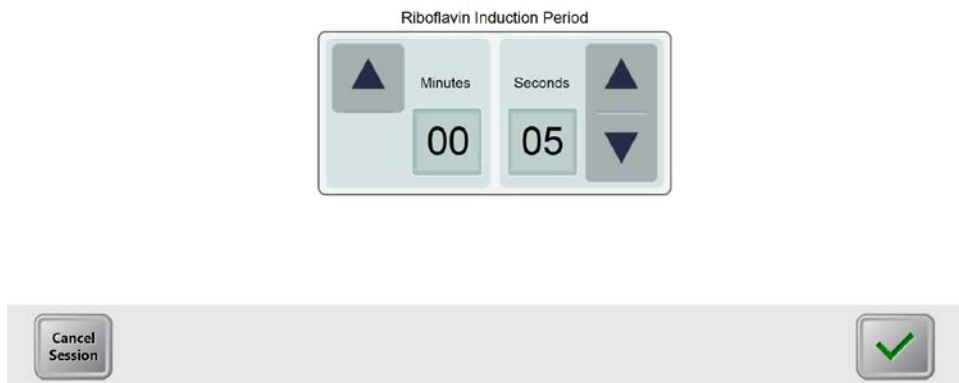 Riboflavin Induction Period
Minutes
Seconds
00
05
Cancel
Session